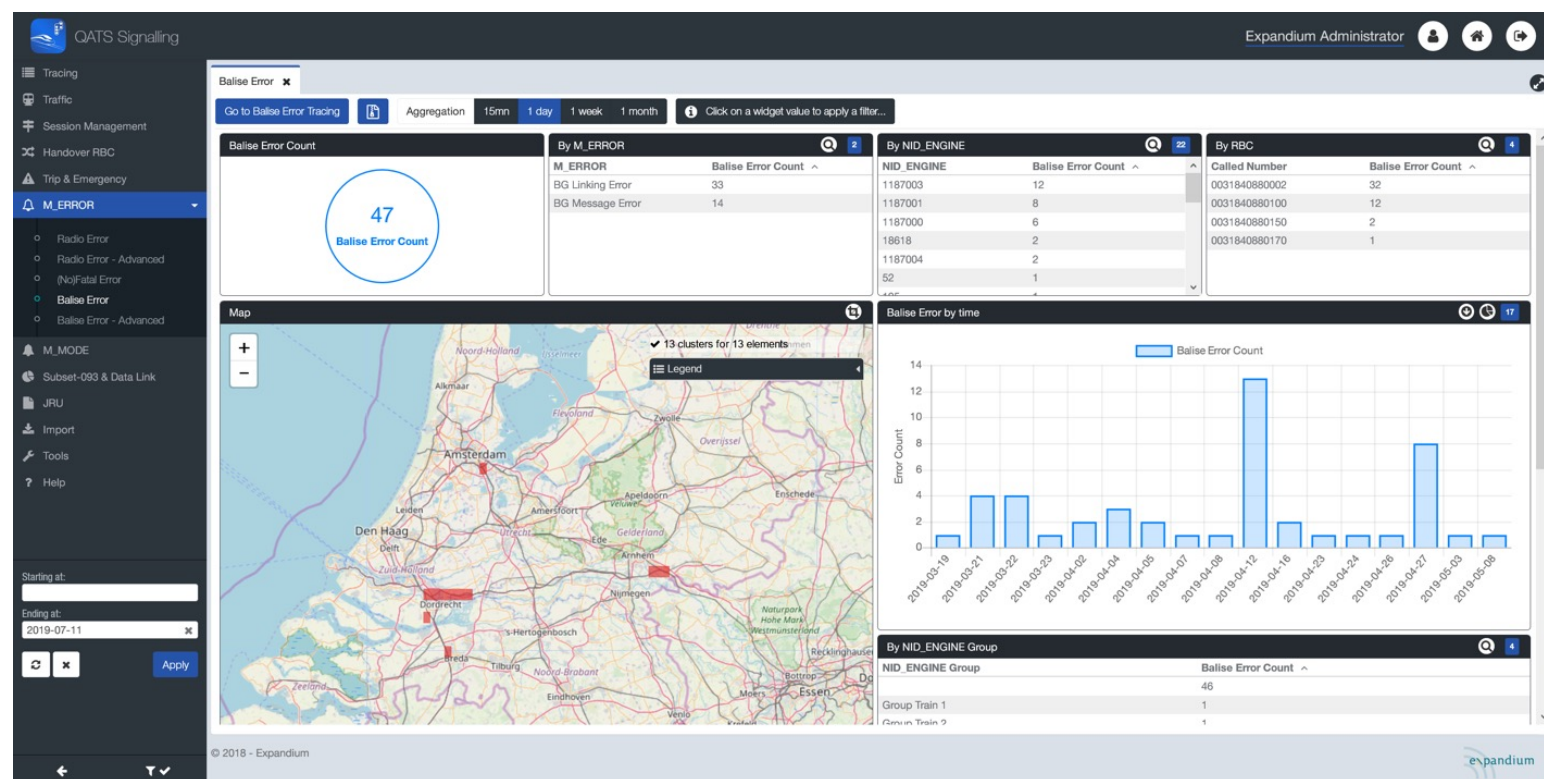 QATS Signalling
Expandium Administrator
Tracing
Traffic
Session Management
Handover RBC
Trip & Emergency
M_ERROR
Radio Error
Radio Error - Advanced
(No)Fatal Error
Balise Error
Balise Error - Advanced
M_MODE
Subset-093 & Data Link
JRU
Import
Tools
? Help
Starting at:
Ending at:
2019-07-11
Apply
Balise Error
Go to Balise Error Tracing
Aggregation 15mn 1 day 1 week 1 month
Click on a widget value to apply a filter...
Balise Error Count
47
Balise Error Count
By M_ERROR 2
M_ERROR Balise Error Count
BG Linking Error 33
BG Message Error 14
By NID_ENGINE 22
NID_ENGINE Balise Error Count
1187003 12
1187001 8
1187000 6
18618 2
1187004 2
52 1
By RBC 4
Called Number Balise Error Count
0031840880002 32
0031840880100 12
0031840880150 2
0031840880170 1
Map
+
−
13 clusters for 13 elements
Legend
Drenthe
Noord-Holland
IJsselmeer
Alkmaar
Flevoland
Zwolle
Overijssel
Amsterdam
Apeldoorn
Veluwe
Enschede
Leiden
Amersfoort
Den Haag
Utrecht
Ede
Gelderland
Delft
Arnhem
Zuid-Holland
Nijmegen
Dordrecht
Naturpark
Hohe Mark
Westmünsterland
's-Hertogenbosch
Breda
Tilburg
Noord-Brabant
Recklinghausen
Bottrop
Zeeland
Eindhoven
Moers
Essen
Do
Venlo
Krefeld
Balise Error by time 17
Balise Error Count
Error Count
14
12
10
8
6
4
2
0
2019-03-19
2019-03-21
2019-03-22
2019-03-23
2019-04-02
2019-04-04
2019-04-05
2019-04-07
2019-04-08
2019-04-12
2019-04-16
2019-04-23
2019-04-24
2019-04-26
2019-04-27
2019-05-03
2019-05-08
By NID_ENGINE Group 4
NID_ENGINE Group Balise Error Count
46
Group Train 1 1
Group Train 2 1
© 2018 - Expandium
expandium